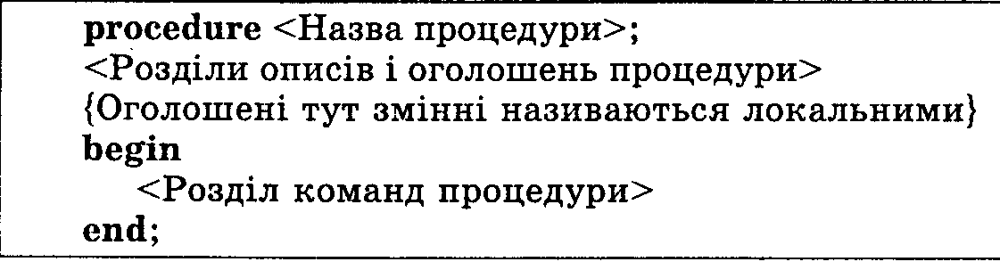 procedure <Назва процедури>;
<Розділи описів і оголошень процедури>
{Оголошені тут змінні називаються локальними}
begin
<Розділ команд процедури>
end;